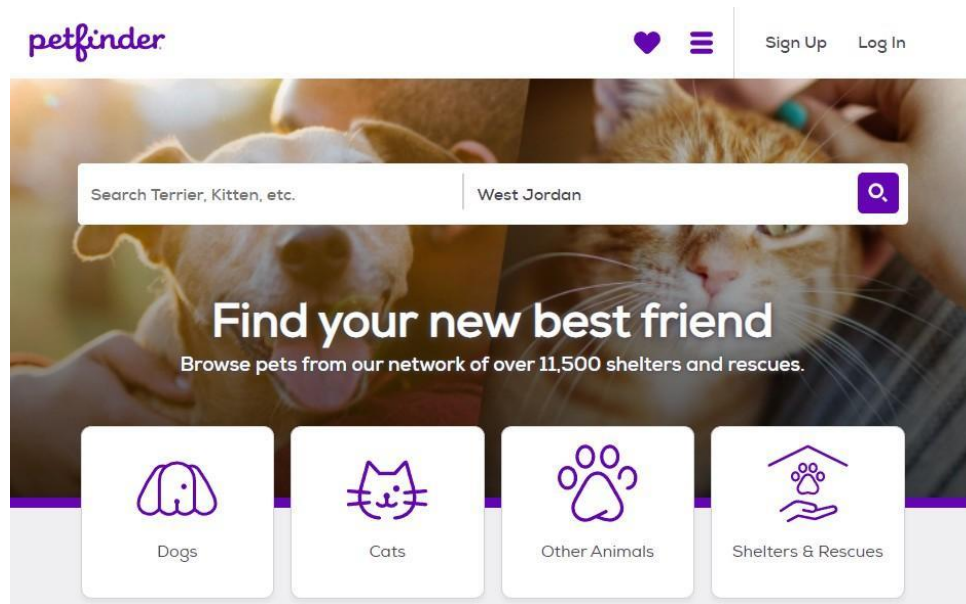 petfinder
Sign Up Log In
Search Terrier, Kitten, etc. West Jordan
Find your new best friend
Browse pets from our network of over 11,500 shelters and rescues.
Dogs Cats Other Animals Shelters & Rescues